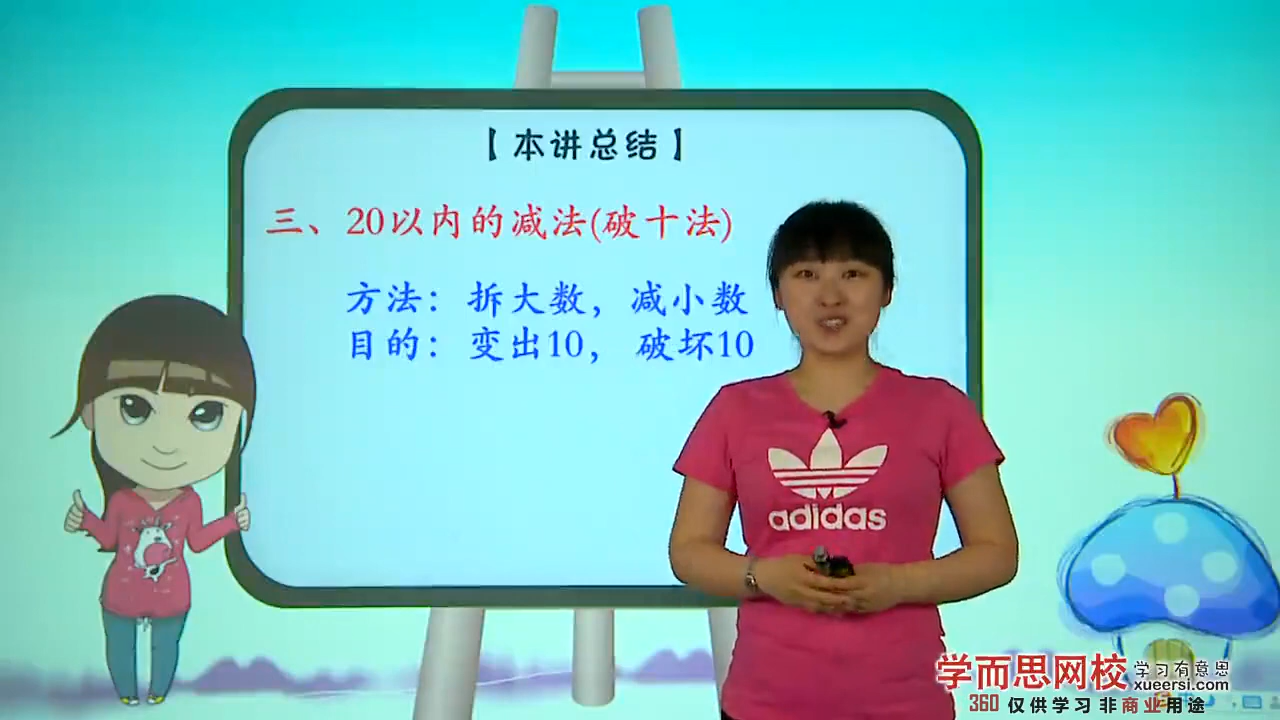 【本讲总结】
三、20以内的减法(破十法)
方法：拆大数，减小数
目的：变出10，破坏10
adidas
学而思网校 学习有意思
xueersi.com
360 仅供学习 非商业用途